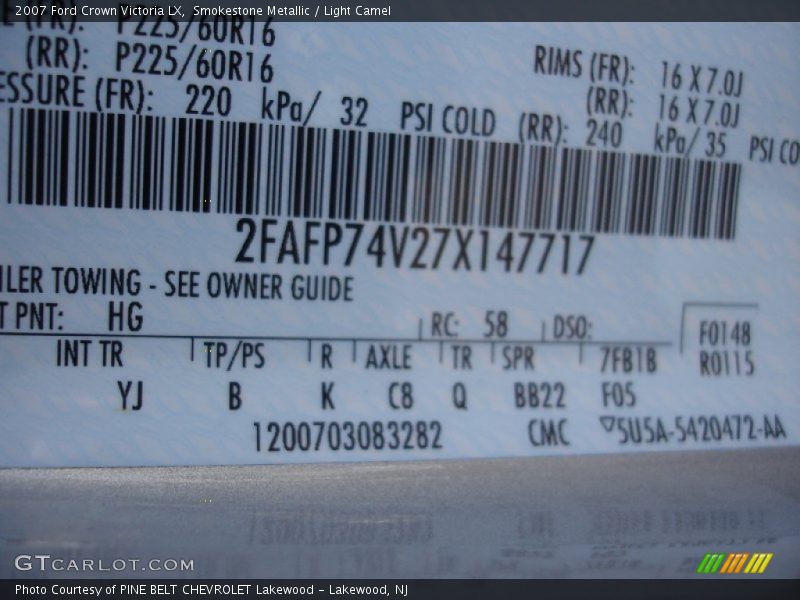 2007 Ford Crown Victoria LX, Smokestone Metallic / Light Camel
(FR): P225/60R16
(RR): P225/60R16
RIMS (FR): 16 X 7.0J
(RR): 16 X 7.0J
ESSURE (FR): 220 kPa/ 32 PSI COLD (RR): 240 kPa/ 35 PSI CO
2FAFP74V27X147717
ILER TOWING - SEE OWNER GUIDE
T PNT: HG RC: 58 DSO:
F0148
R0115
INT TR TP/PS R AXLE TR SPR 7FB1B
YJ B K C8 Q BB22 F05
1200703083282 CMC ▽5U5A-5420472-AA
GTCARLOT.COM
Photo Courtesy of PINE BELT CHEVROLET Lakewood - Lakewood, NJ